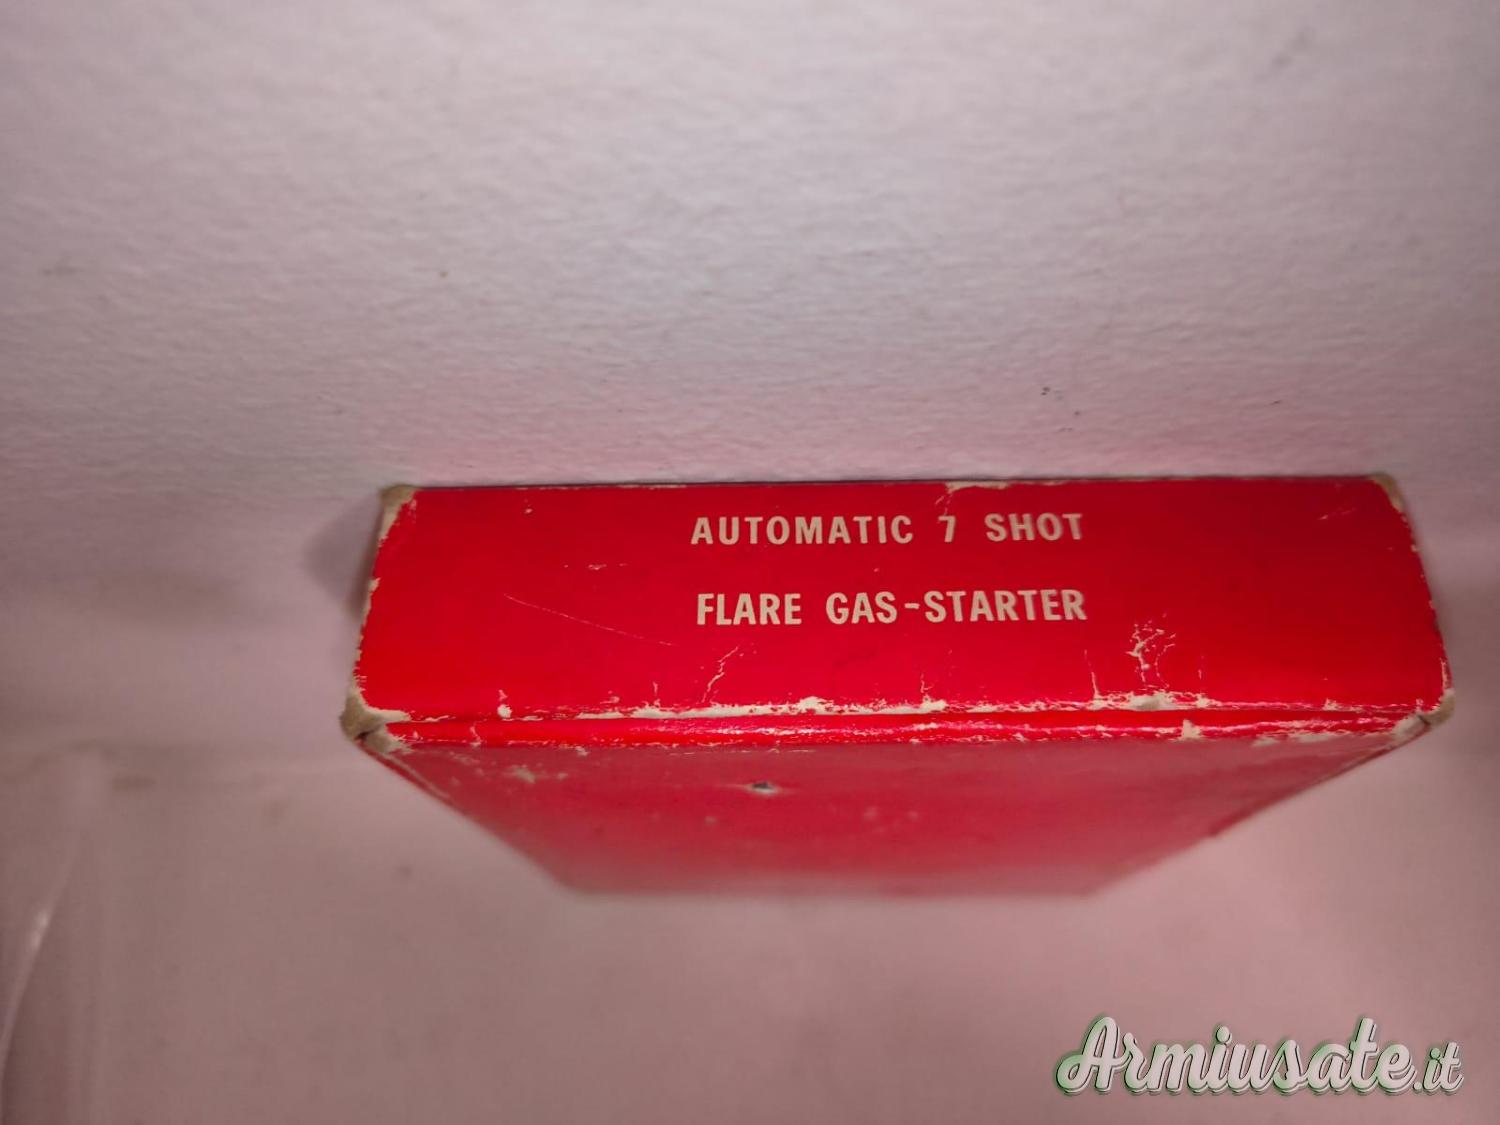 AUTOMATIC 7 SHOT
FLARE GAS-STARTER
Armiusate.it